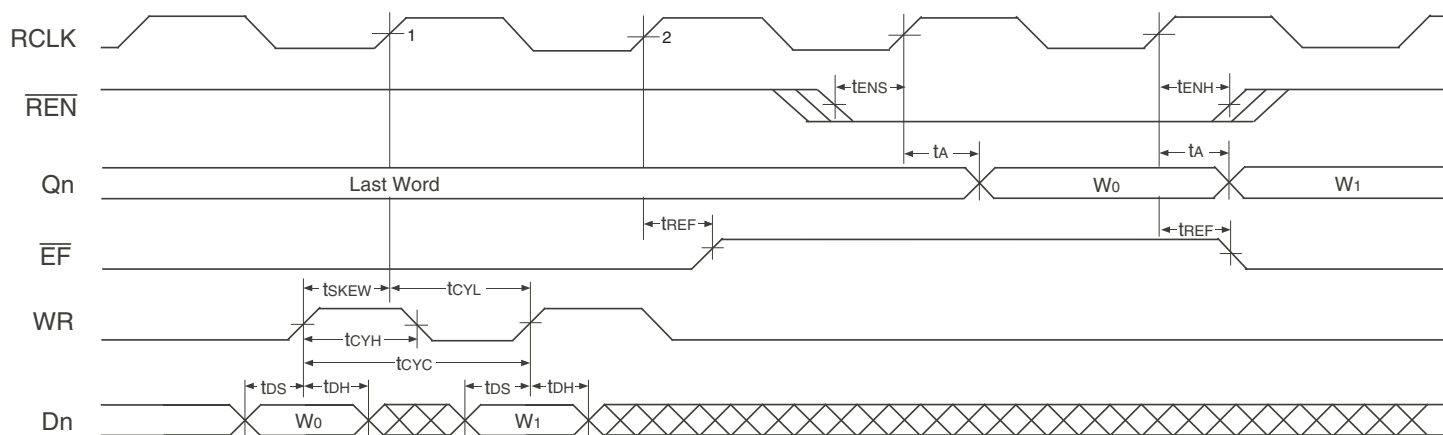 RCLK 1 2
REN tENS tENH
tA tA
Qn Last Word W0 W1
tREF tREF
EF
tSKEW tCYL
WR
tCYH
tCYC
tDS tDH tDS tDH
Dn W0 W1